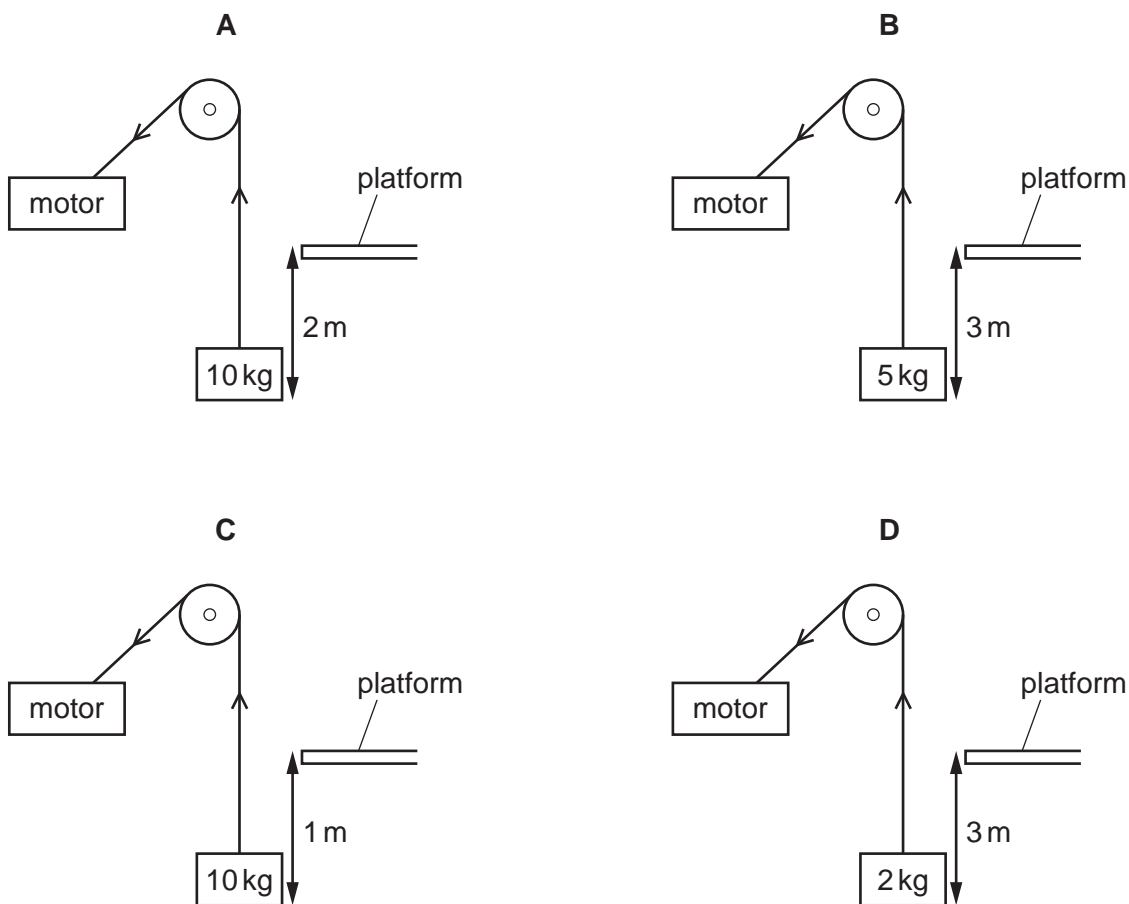 A
B
platform
platform
motor
motor
2 m
3 m
10 kg
5 kg
C
D
platform
platform
motor
motor
1 m
3 m
10 kg
2 kg